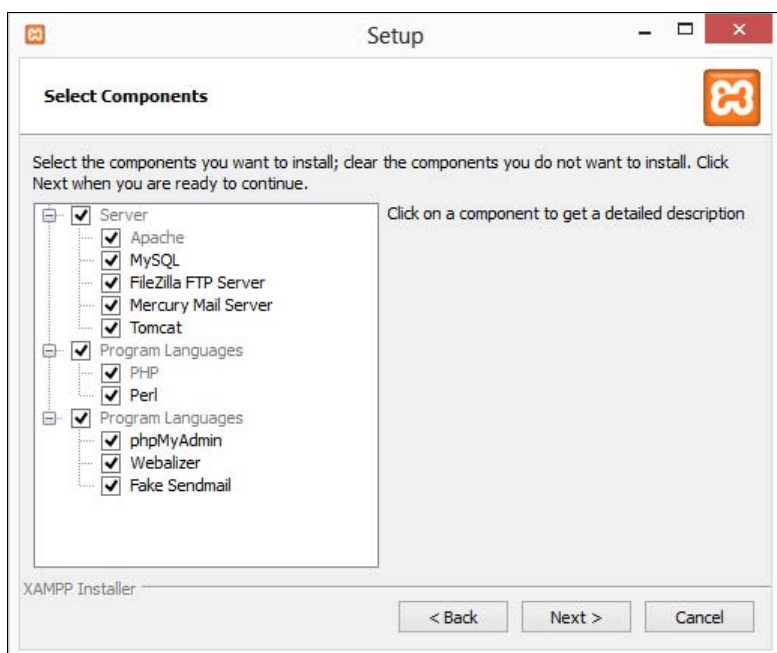 Setup
Select Components
Select the components you want to install; clear the components you do not want to install. Click
Next when you are ready to continue.
Server
Apache
MySQL
FileZilla FTP Server
Mercury Mail Server
Tomcat
Program Languages
PHP
Perl
Program Languages
phpMyAdmin
Webalizer
Fake Sendmail
Click on a component to get a detailed description
XAMPP Installer
< Back
Next >
Cancel